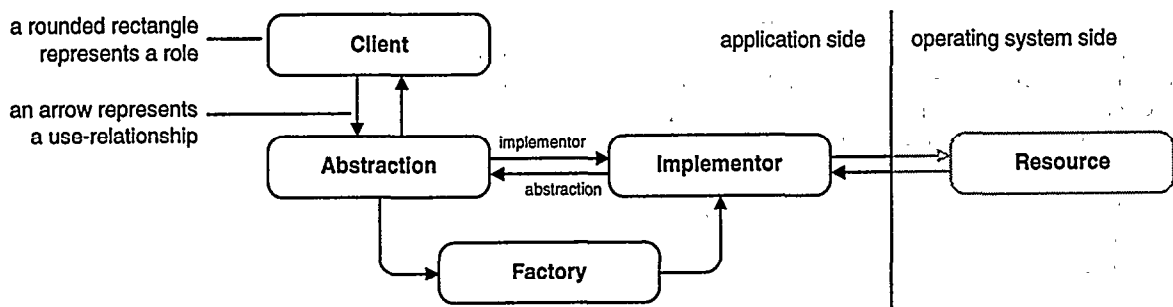 a rounded rectangle
represents a role
Client
application side
operating system side
an arrow represents
a use-relationship
Abstraction
implementor
abstraction
Implementor
Resource
Factory